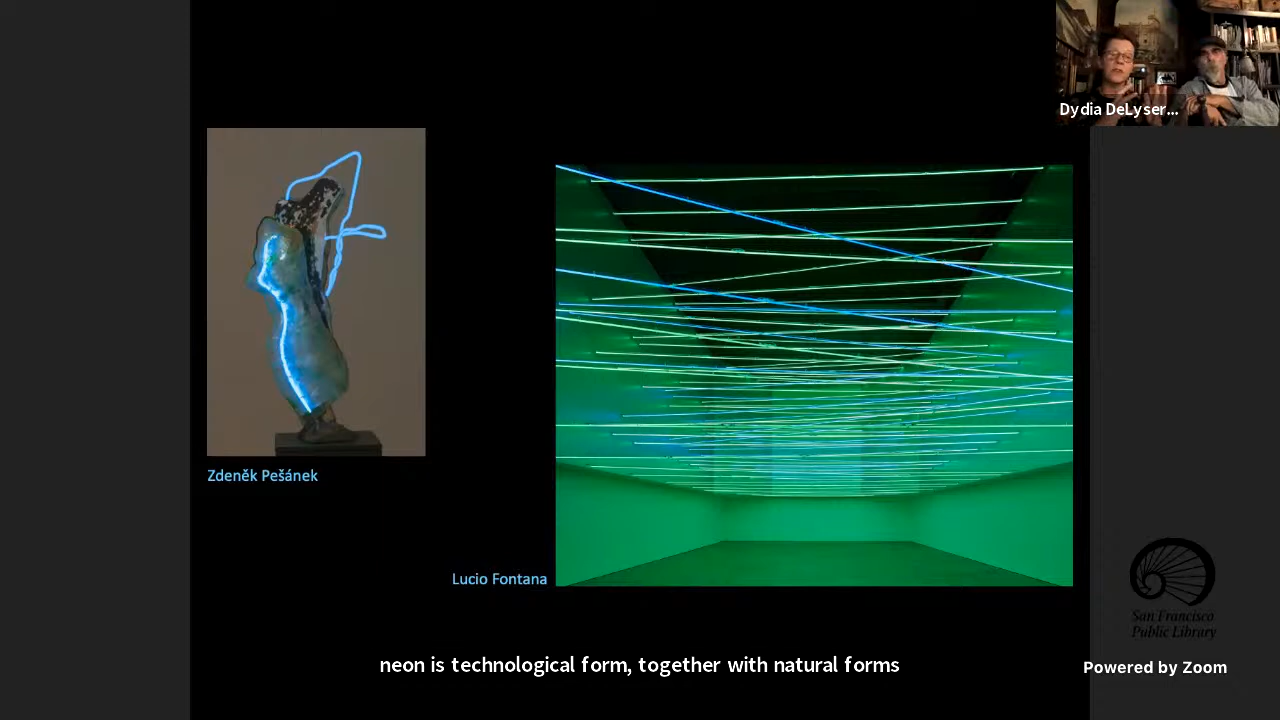 Dydia DeLyser...
Zdeněk Pešánek
Lucio Fontana
San Francisco
Public Library
neon is technological form, together with natural forms
Powered by Zoom